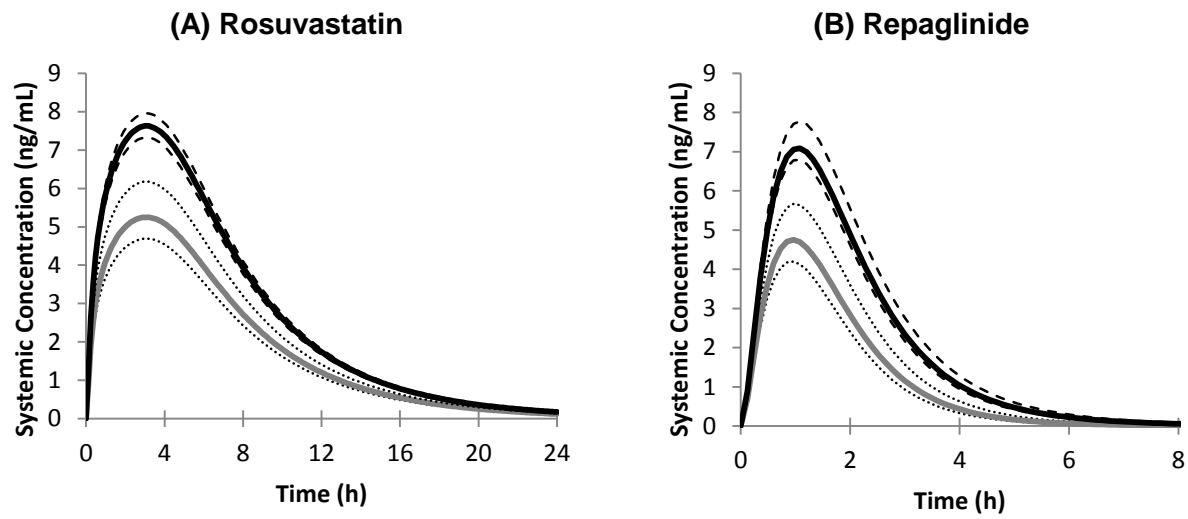 (A) Rosuvastatin
Systemic Concentration (ng/mL)
9
8
7
6
5
4
3
2
1
0
0 4 8 12 16 20 24
Time (h)
(B) Repaglinide
Systemic Concentration (ng/mL)
9
8
7
6
5
4
3
2
1
0
0 2 4 6 8
Time (h)